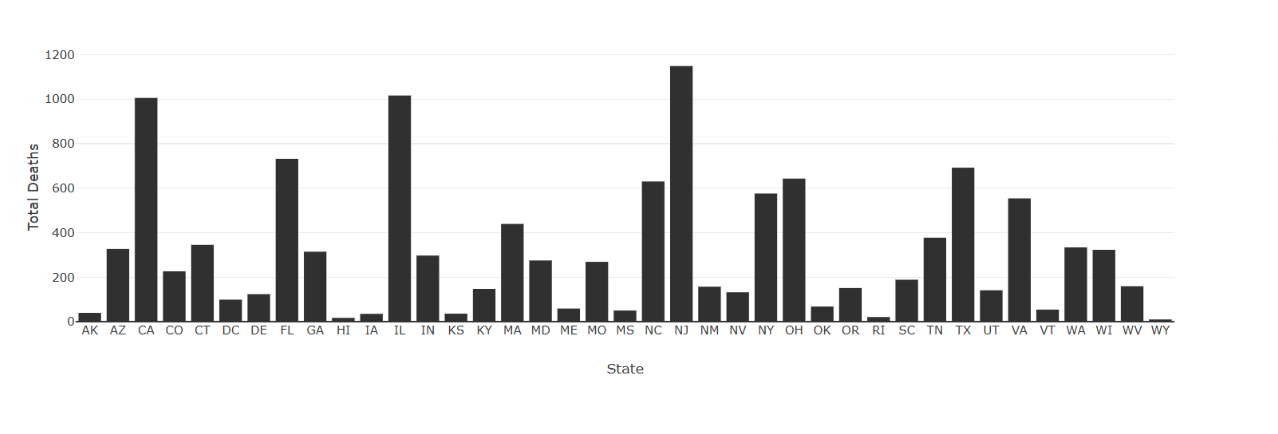 1200
1000
800
600
400
200
0
Total Deaths
AK AZ CA CO CT DC DE FL GA HI IA IL IN KS KY MA MD ME MO MS NC NJ NM NV NY OH OK OR RI SC TN TX UT VA VT WA WI WV WY
State